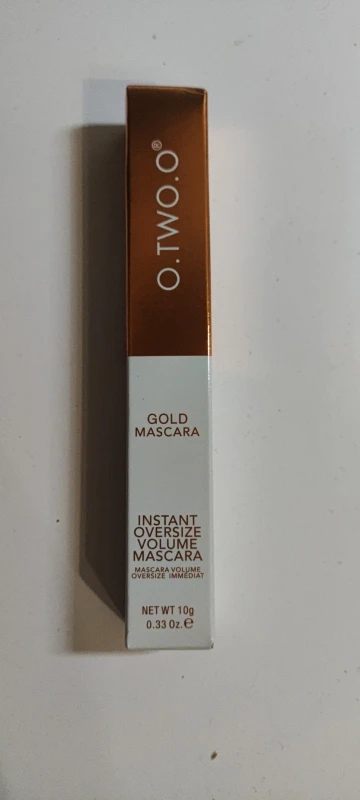 O.TWO.O®
GOLD
MASCARA
INSTANT
OVERSIZE
VOLUME
MASCARA
MASCARA VOLUME
OVERSIZE IMMÉDIAT
NET WT 10g
0.33 Oz.℮